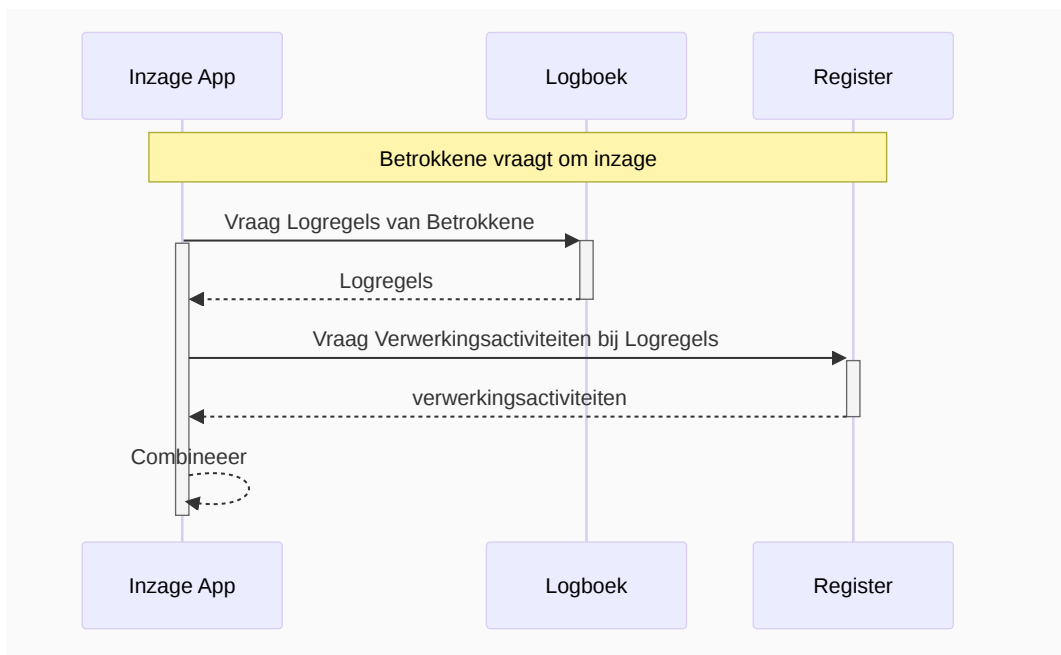 Inzage App
Logboek
Register
Betrokkene vraagt om inzage
Vraag Logregels van Betrokkene
Logregels
Vraag Verwerkingsactiviteiten bij Logregels
verwerkingsactiviteiten
Combineeer
Inzage App
Logboek
Register